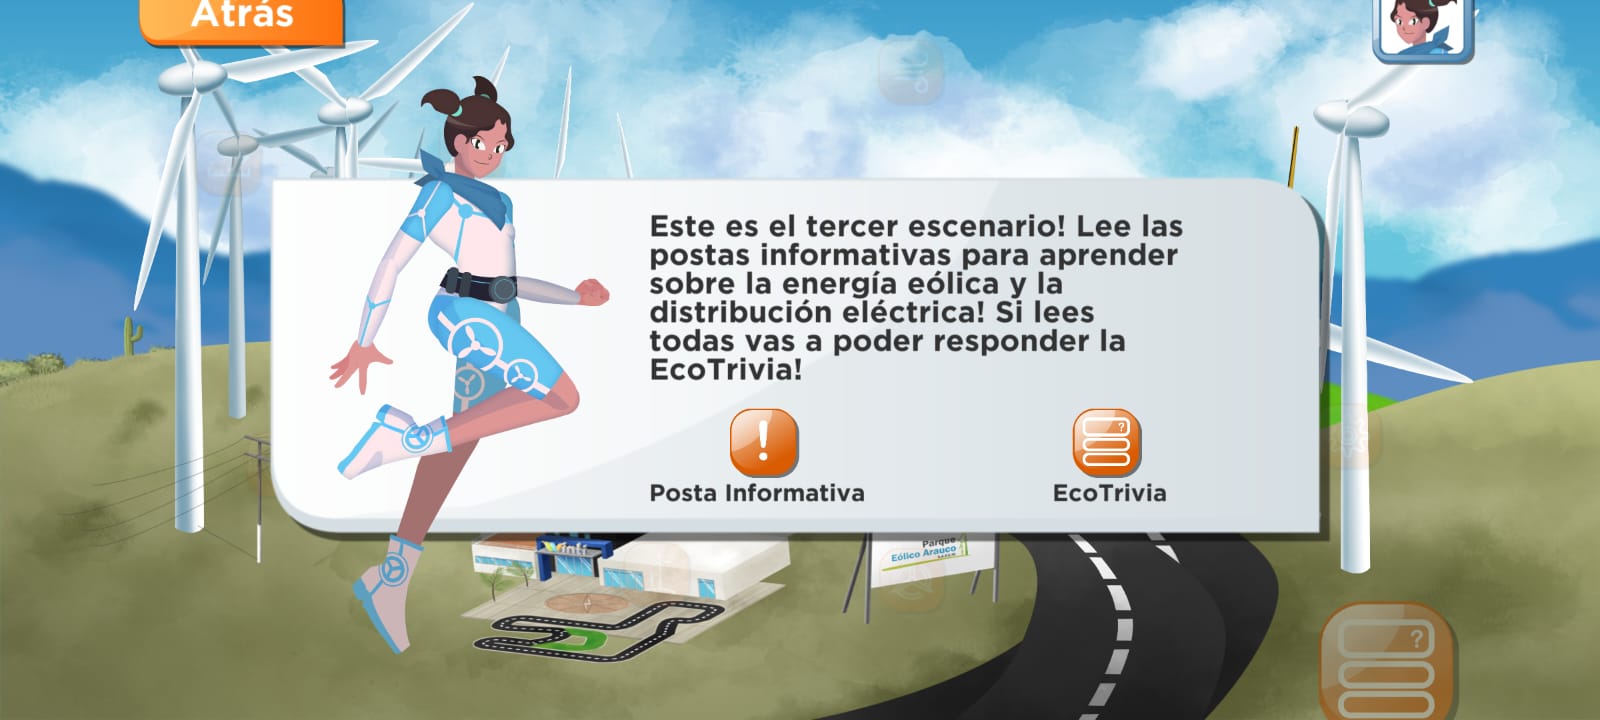 Atrás
Este es el tercer escenario! Lee las
postas informativas para aprender
sobre la energía eólica y la
distribución eléctrica! Si lees
todas vas a poder responder la
EcoTrivia!
Posta Informativa
EcoTrivia
Parque
Eólico Arauco